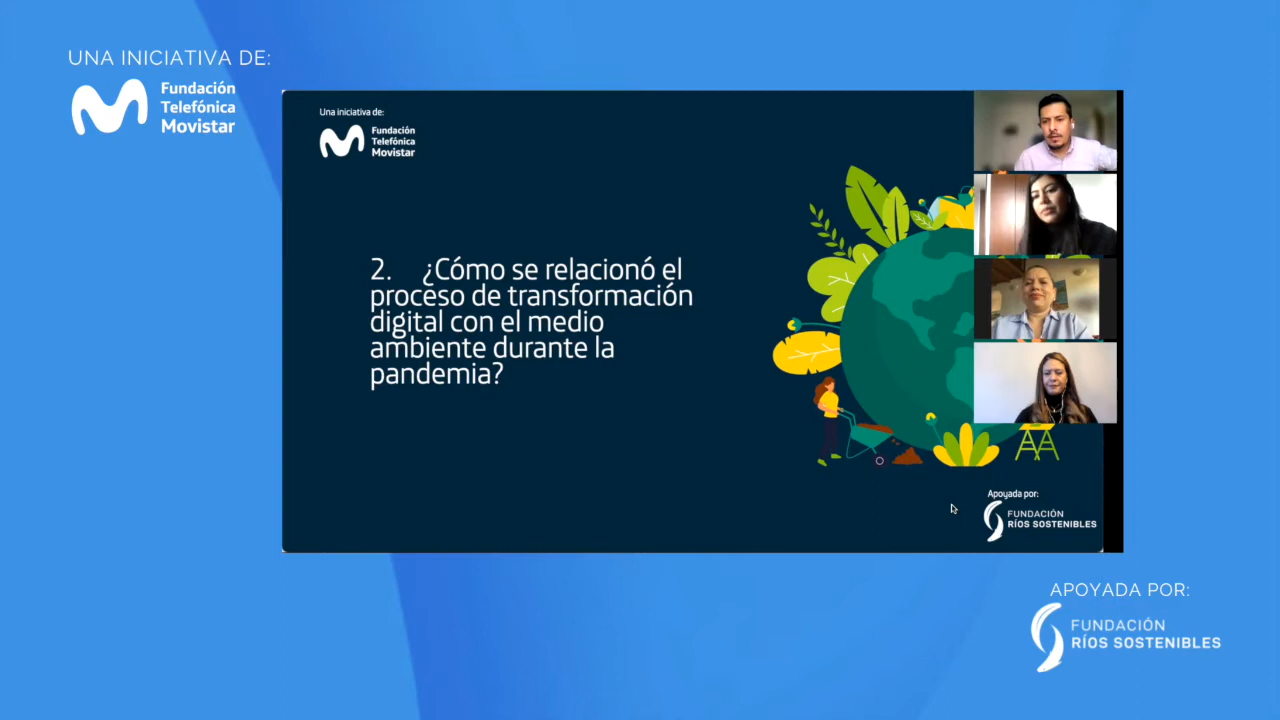 UNA INICIATIVA DE:
Fundación
Telefónica
Movistar
Una iniciativa de:
Fundación
Telefónica
Movistar
2. ¿Cómo se relacionó el
proceso de transformación
digital con el medio
ambiente durante la
pandemia?
Apoyada por:
FUNDACIÓN
RÍOS SOSTENIBLES
APOYADA POR:
FUNDACIÓN
RÍOS SOSTENIBLES